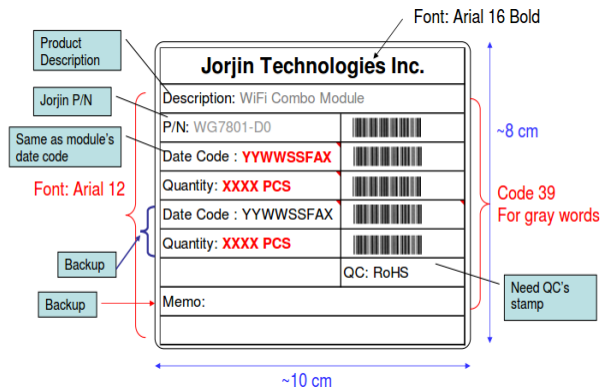 Font: Arial 16 Bold
Product
Description
Jorjin Technologies Inc.
Description: WiFi Combo Module
Jorjin P/N
P/N: WG7801-D0
~8 cm
Same as module's
date code
Date Code : YYWWSSFAX
Font: Arial 12
Quantity: XXXX PCS
Code 39
For gray words
Date Code : YYWWSSFAX
Quantity: XXXX PCS
Backup
QC: RoHS
Need QC's
stamp
Backup
Memo:
~10 cm